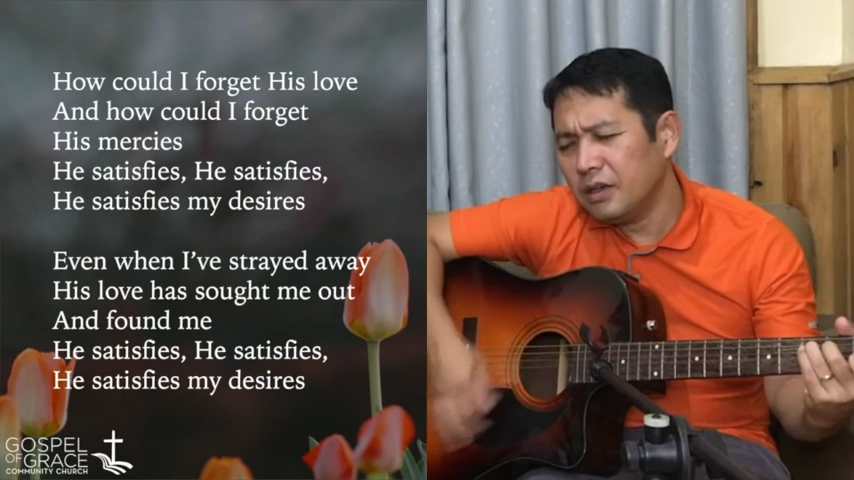 How could I forget His love
And how could I forget
His mercies
He satisfies, He satisfies,
He satisfies my desires
Even when I've strayed away
His love has sought me out
And found me
He satisfies, He satisfies,
He satisfies my desires
GOSPEL
OF GRACE
COMMUNITY CHURCH